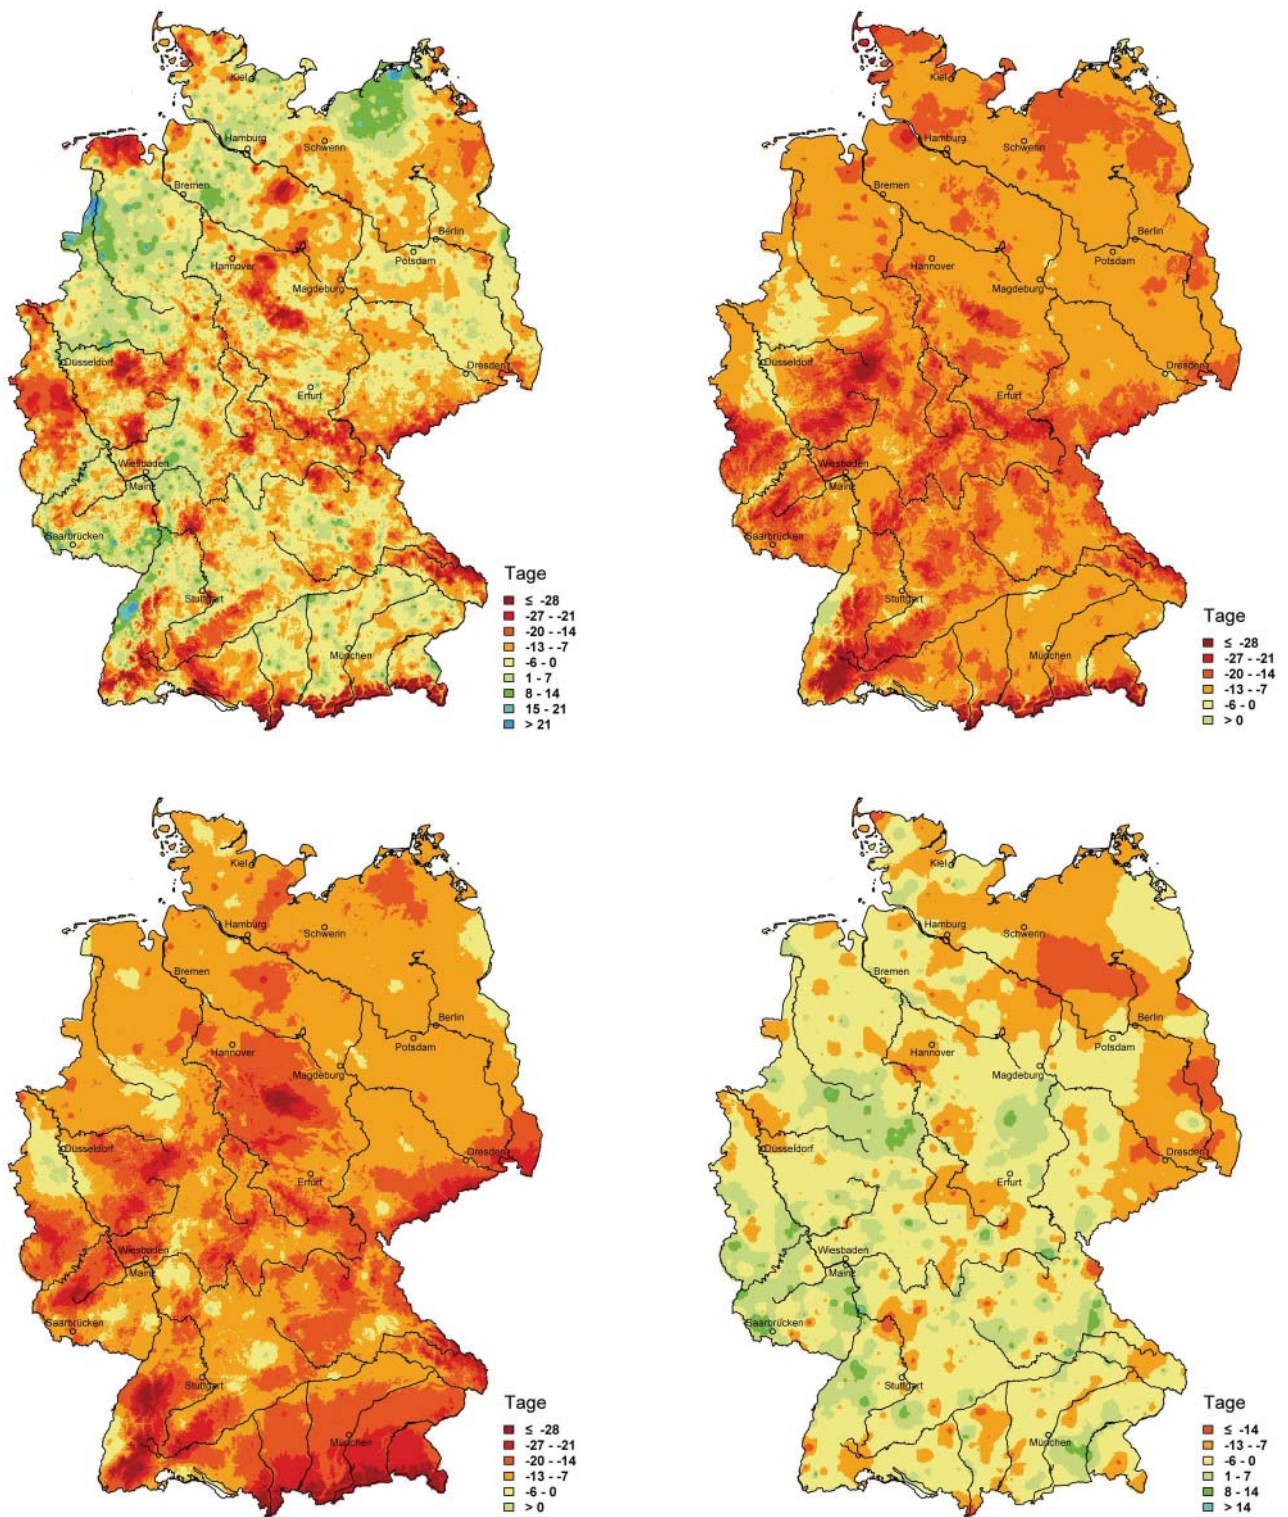 Kiel
Hamburg
Schwerin
Bremen
Berlin
Hannover
Potsdam
Magdeburg
Düsseldorf
Dresden
Erfurt
Wiesbaden
Mainz
Saarbrücken
Stuttgart
München
Tage
≤ -28
-27 - -21
-20 - -14
-13 - -7
-6 - 0
1 - 7
8 - 14
15 - 21
> 21
Kiel
Hamburg
Schwerin
Bremen
Berlin
Hannover
Potsdam
Magdeburg
Düsseldorf
Dresden
Erfurt
Wiesbaden
Mainz
Saarbrücken
Stuttgart
München
Tage
≤ -28
-27 - -21
-20 - -14
-13 - -7
-6 - 0
> 0
Kiel
Hamburg
Schwerin
Bremen
Berlin
Hannover
Potsdam
Magdeburg
Düsseldorf
Dresden
Erfurt
Wiesbaden
Mainz
Saarbrücken
Stuttgart
München
Tage
≤ -28
-27 - -21
-20 - -14
-13 - -7
-6 - 0
> 0
Kiel
Hamburg
Schwerin
Bremen
Berlin
Hannover
Potsdam
Magdeburg
Düsseldorf
Dresden
Erfurt
Wiesbaden
Mainz
Saarbrücken
Stuttgart
München
Tage
≤ -14
-13 - -7
-6 - 0
1 - 7
8 - 14
> 14